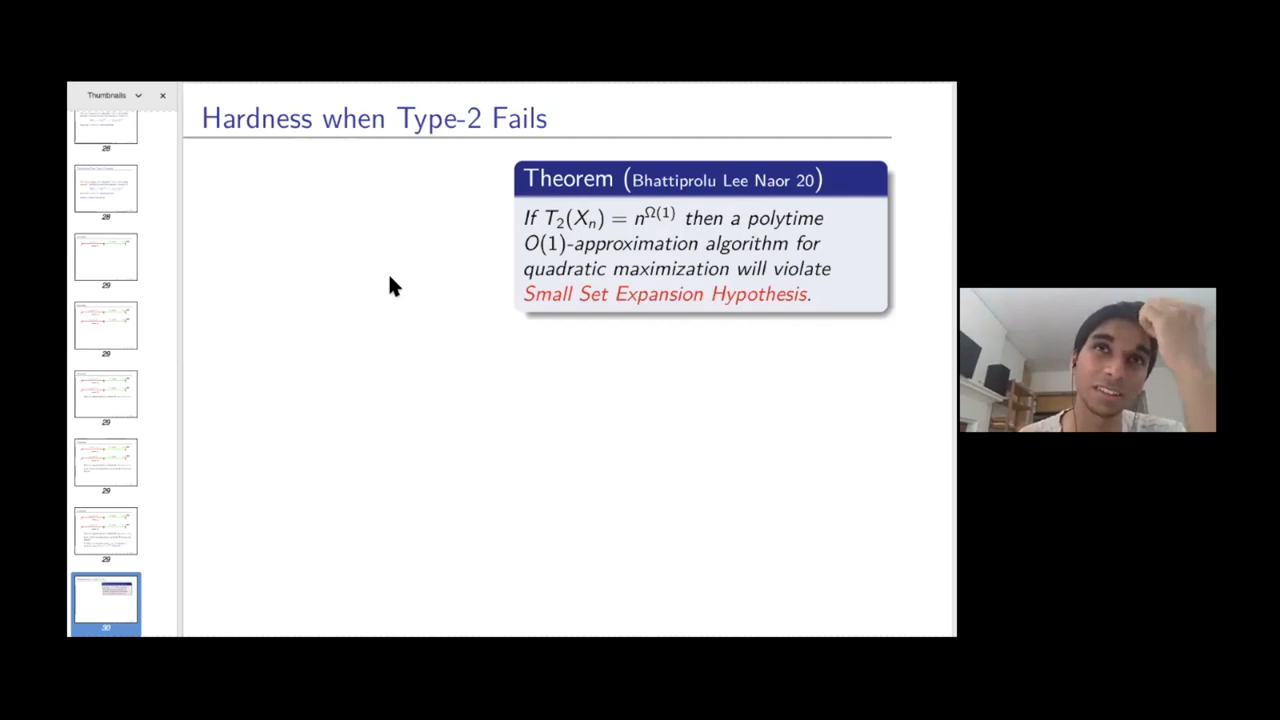 Thumbnails
Hardness when Type-2 Fails
Theorem (Bhattiprolu Lee Naor 20)
If T₂(Xₙ) = n^Ω(1) then a polytime
O(1)-approximation algorithm for
quadratic maximization will violate
Small Set Expansion Hypothesis.
28
28
29
29
29
29
29
30